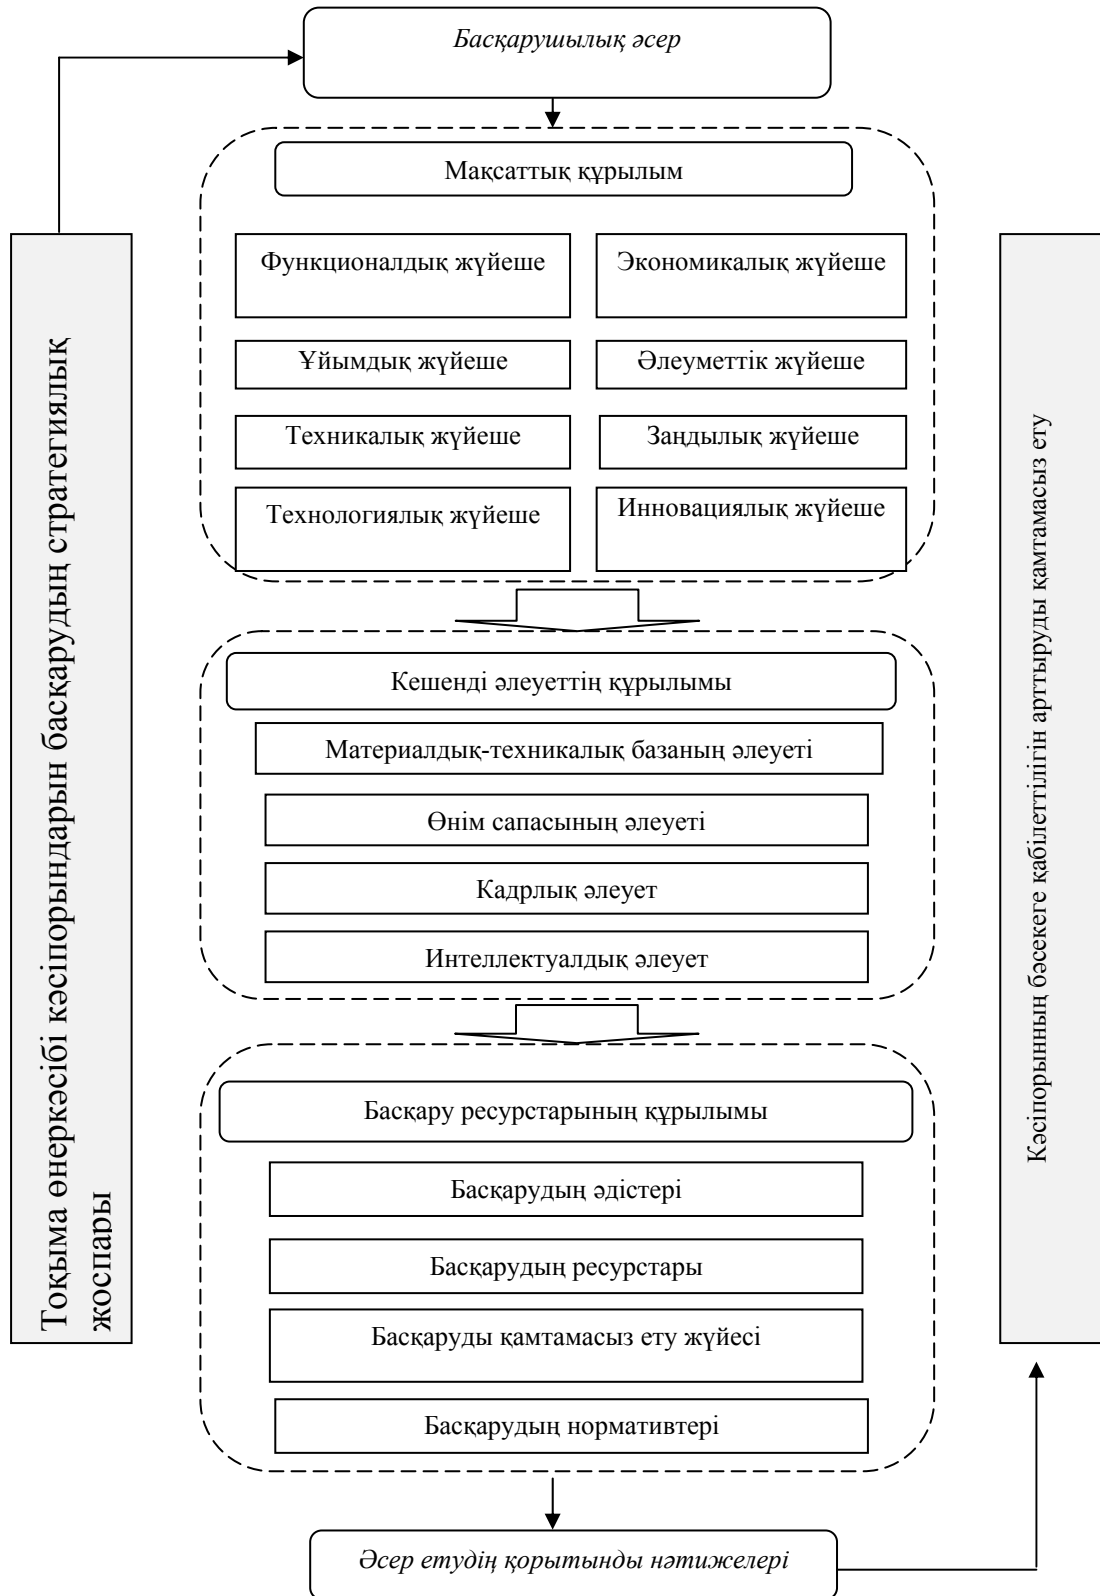 Басқарушылық әсер
Мақсаттық құрылым
Функционалдық жүйеше
Экономикалық жүйеше
Ұйымдық жүйеше
Әлеуметтік жүйеше
Техникалық жүйеше
Заңдылық жүйеше
Технологиялық жүйеше
Инновациялық жүйеше
Тоқыма өнеркәсібі кәсіпорындарын басқарудың стратегиялық
жоспары
Кешенді әлеуеттің құрылымы
Материалдық-техникалық базаның әлеуеті
Өнім сапасының әлеуеті
Кадрлық әлеует
Интеллектуалдық әлеует
Басқару ресурстарының құрылымы
Басқарудың әдістері
Басқарудың ресурстары
Басқаруды қамтамасыз ету жүйесі
Басқарудың нормативтері
Әсер етудің қорытынды нәтижелері
Кәсіпорынның бәсекеге қабілеттілігін арттыруды қамтамасыз ету